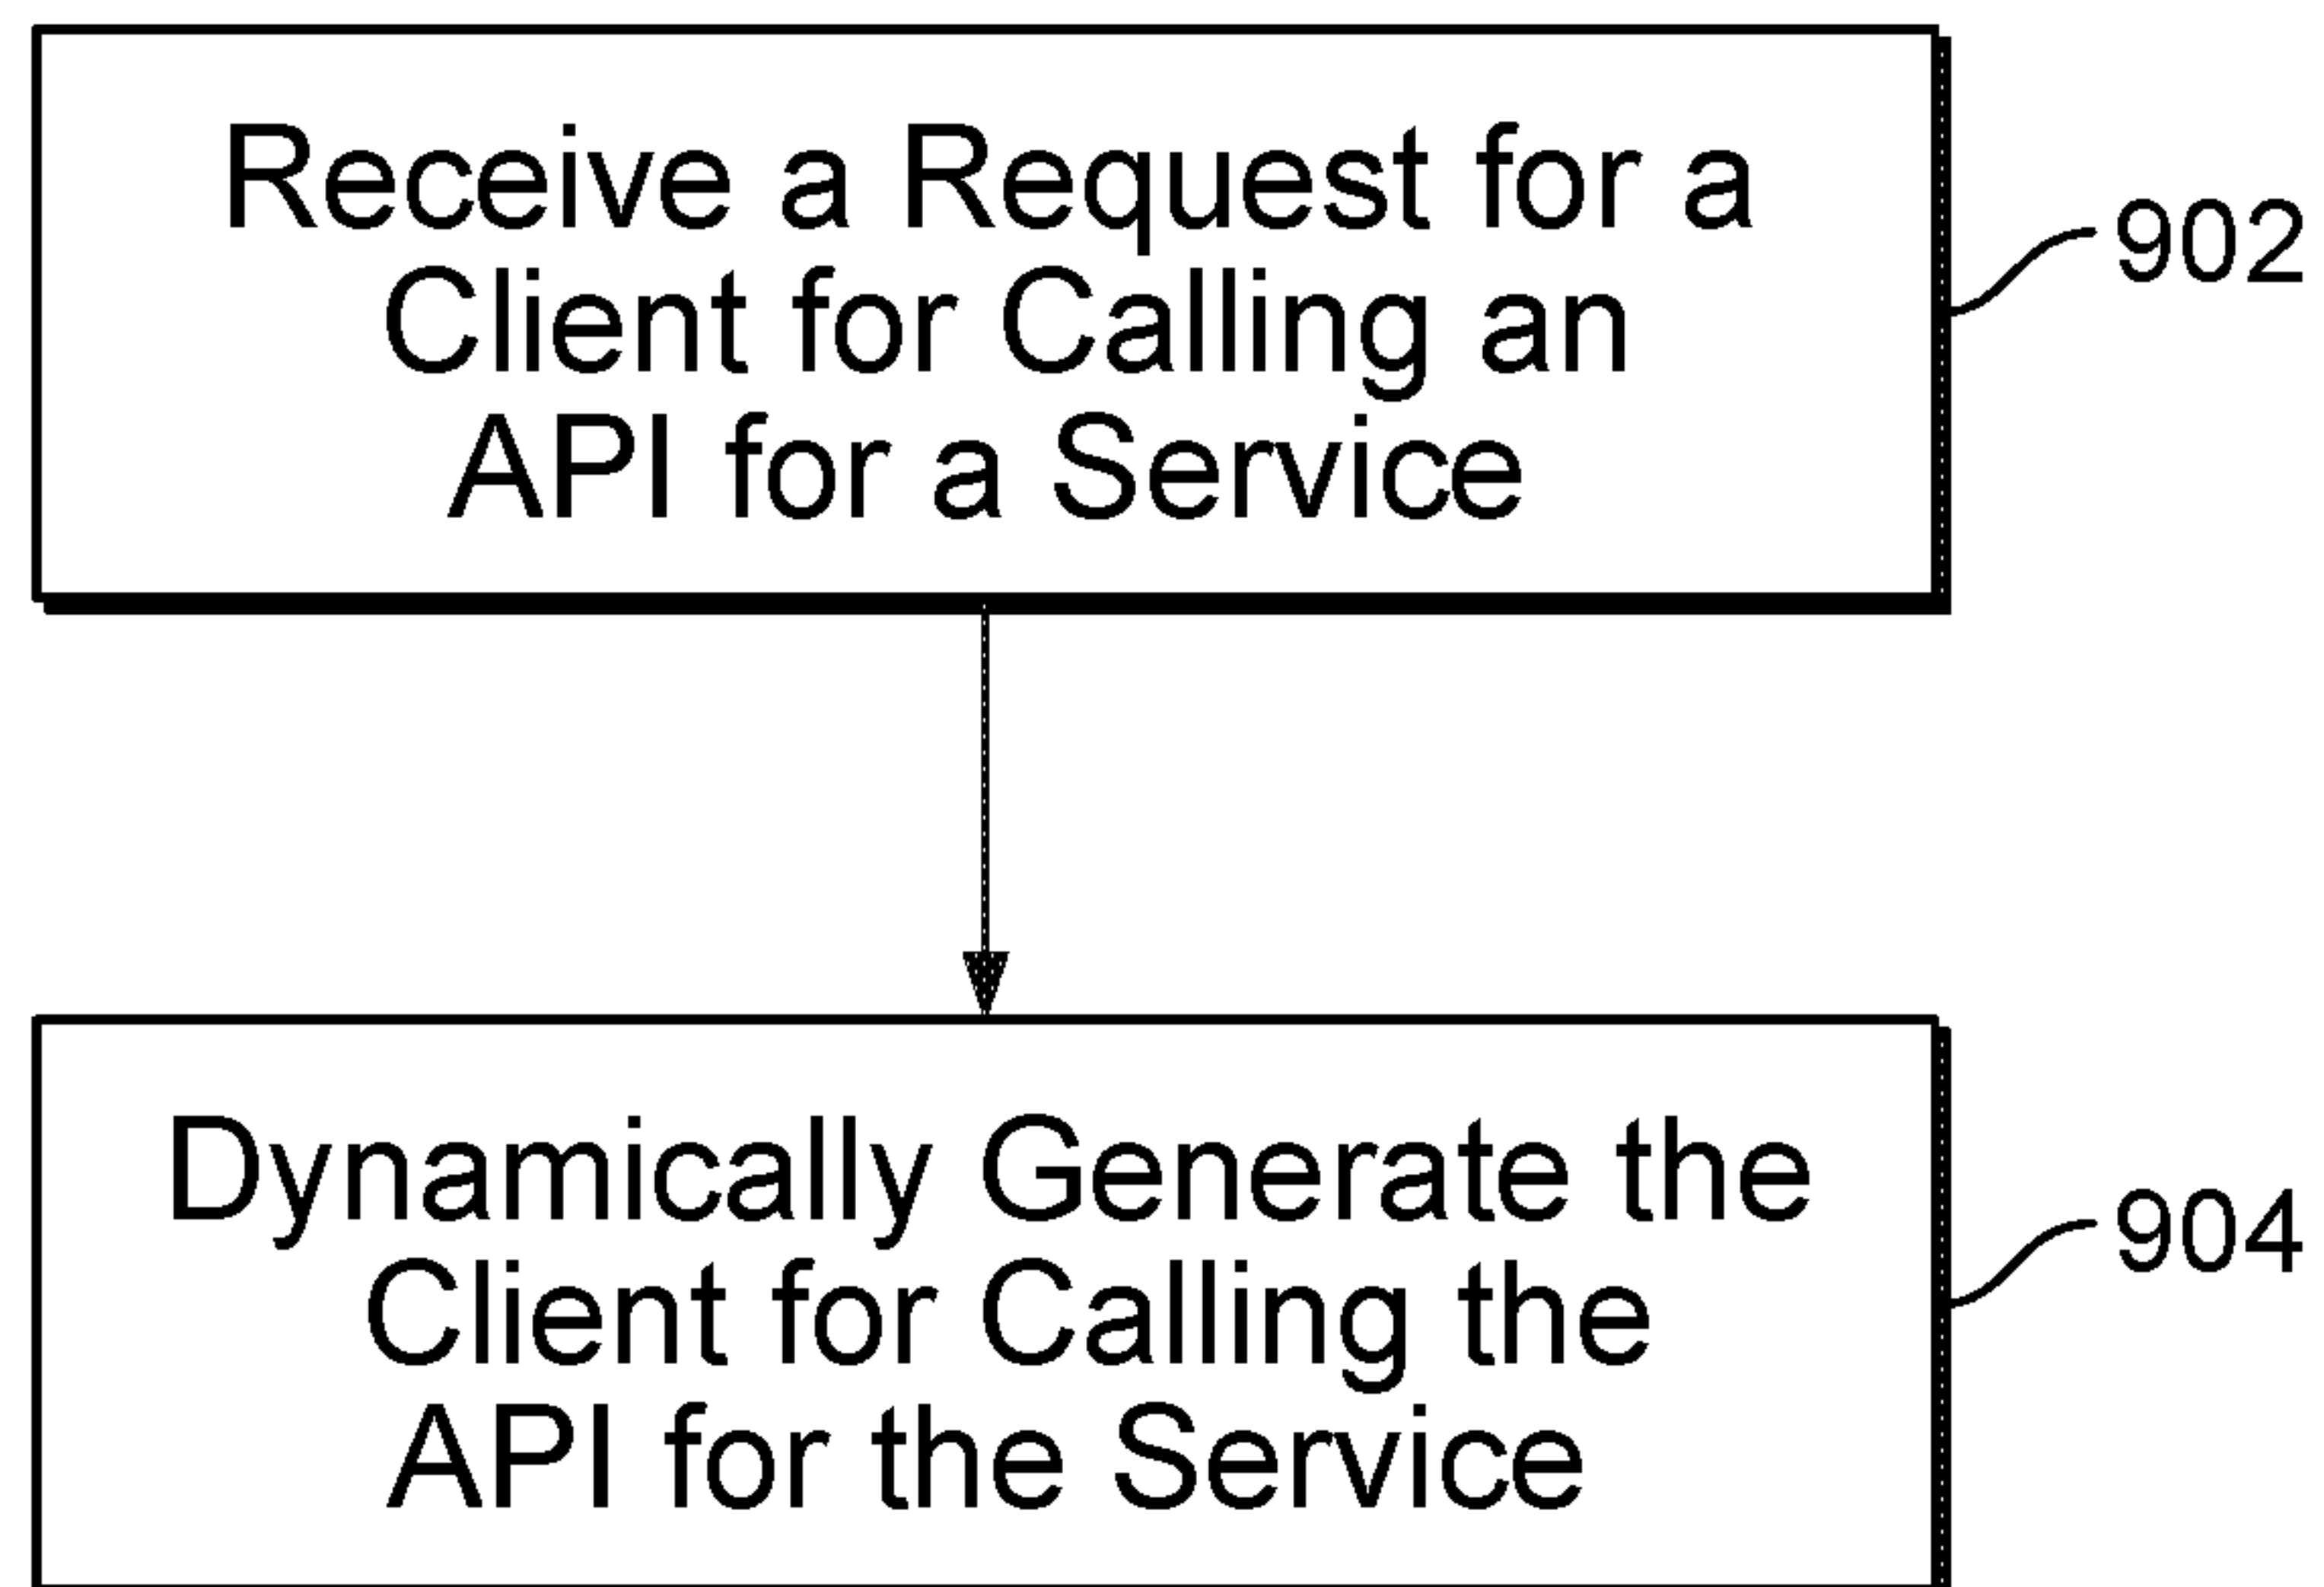 Receive a Request for a
Client for Calling an
API for a Service
902
Dynamically Generate the
Client for Calling the
API for the Service
904